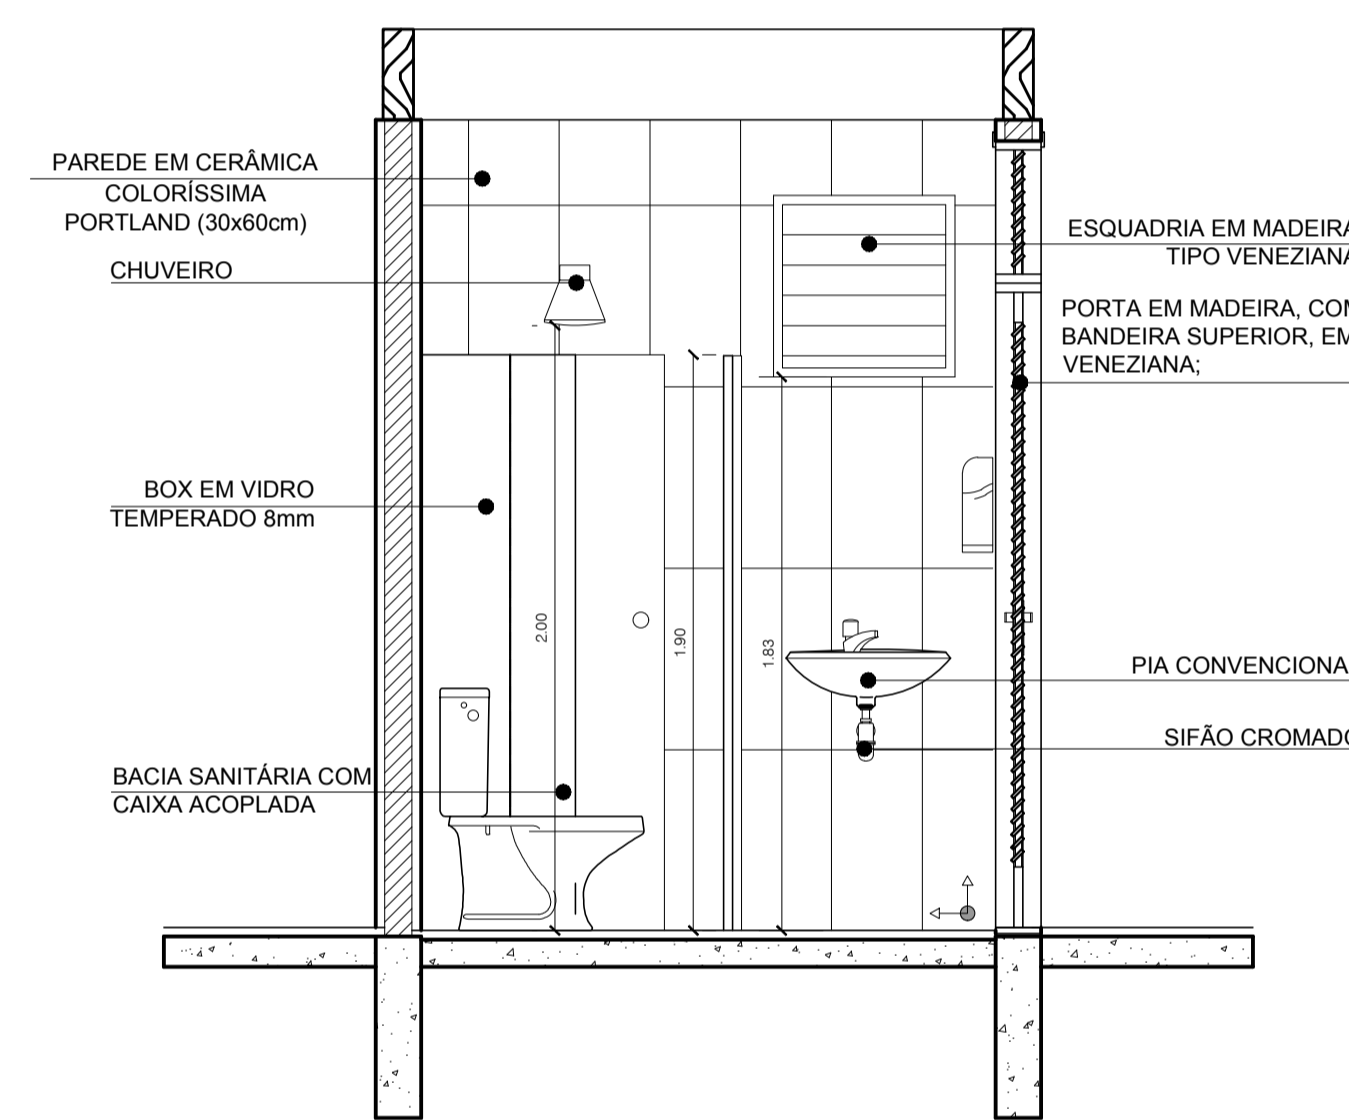 PAREDE EM CERÂMICA
COLORÍSSIMA
PORTLAND (30x60cm)
CHUVEIRO
BOX EM VIDRO
TEMPERADO 8mm
BACIA SANITÁRIA COM
CAIXA ACOPLADA
2.00
1.90
1.83
ESQUADRIA EM MADEIRA
TIPO VENEZIANA
PORTA EM MADEIRA, COM
BANDEIRA SUPERIOR, EM
VENEZIANA;
PIA CONVENCIONA
SIFÃO CROMADO